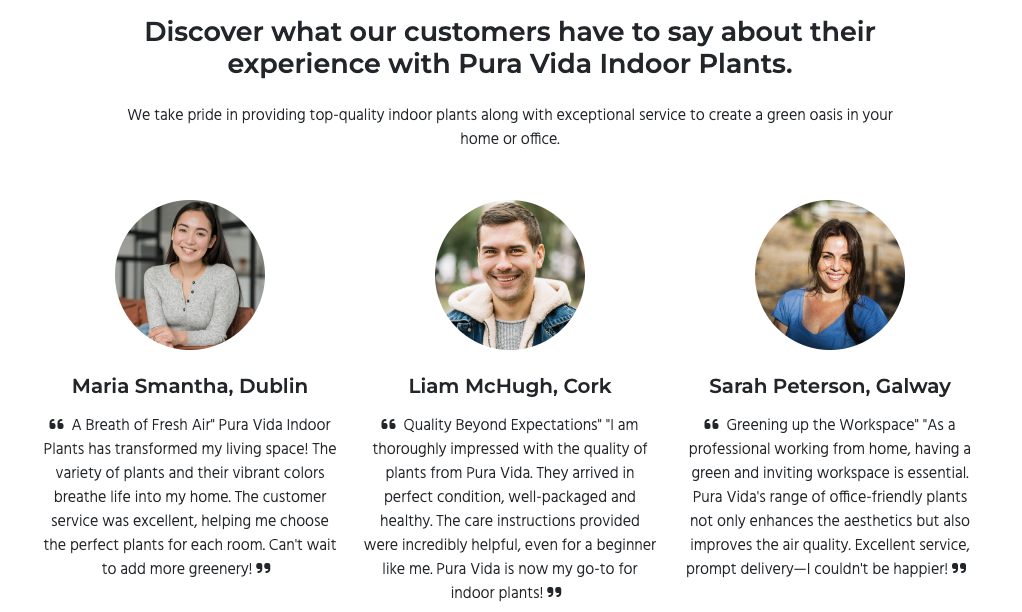 Discover what our customers have to say about their
experience with Pura Vida Indoor Plants.
We take pride in providing top-quality indoor plants along with exceptional service to create a green oasis in your
home or office.
Maria Smantha, Dublin
❝ A Breath of Fresh Air" Pura Vida Indoor
Plants has transformed my living space! The
variety of plants and their vibrant colors
breathe life into my home. The customer
service was excellent, helping me choose
the perfect plants for each room. Can't wait
to add more greenery! ❞
Liam McHugh, Cork
❝ Quality Beyond Expectations" "I am
thoroughly impressed with the quality of
plants from Pura Vida. They arrived in
perfect condition, well-packaged and
healthy. The care instructions provided
were incredibly helpful, even for a beginner
like me. Pura Vida is now my go-to for
indoor plants! ❞
Sarah Peterson, Galway
❝ Greening up the Workspace" "As a
professional working from home, having a
green and inviting workspace is essential.
Pura Vida's range of office-friendly plants
not only enhances the aesthetics but also
improves the air quality. Excellent service,
prompt delivery—I couldn't be happier! ❞